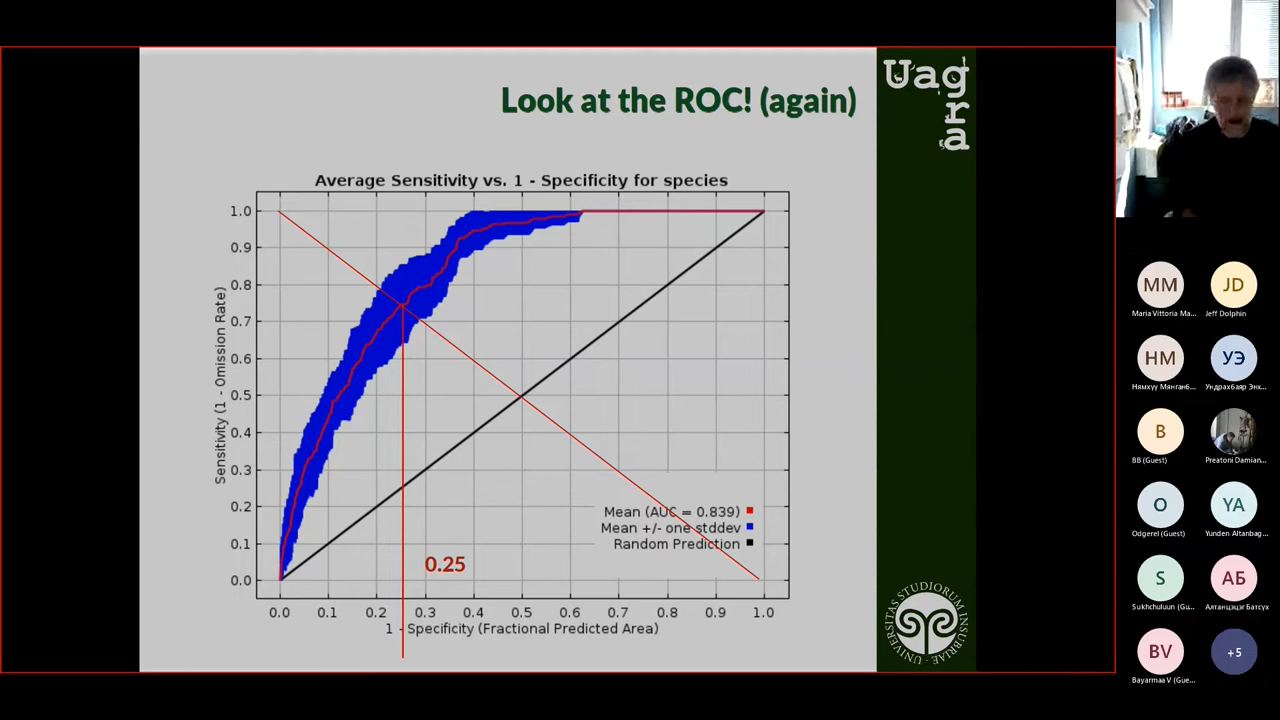 Look at the ROC! (again)
Uag
r
a
Average Sensitivity vs. 1 - Specificity for species
Sensitivity (1 - Omission Rate)
1.0
0.9
0.8
0.7
0.6
0.5
0.4
0.3
0.2
0.1
0.0
Mean (AUC = 0.839)
Mean +/- one stddev
Random Prediction
0.25
0.0 0.1 0.2 0.3 0.4 0.5 0.6 0.7 0.8 0.9 1.0
1 - Specificity (Fractional Predicted Area)
UNIVERSITAS STUDIORUM INSUBRIAE
MM JD
Maria Vittoria Ma... Jeff Dolphin
НМ УЭ
Нямхүү Мянганб... Ундрахбаяр Энх...
B
BB (Guest) Preatoni Damian...
O YA
Odgerel (Guest) Yunden Altanbag...
S АБ
Sukhchuluun (Gu... Алтанцэцэг Батсүх
BV +5
Bayarmaa V (Gue...